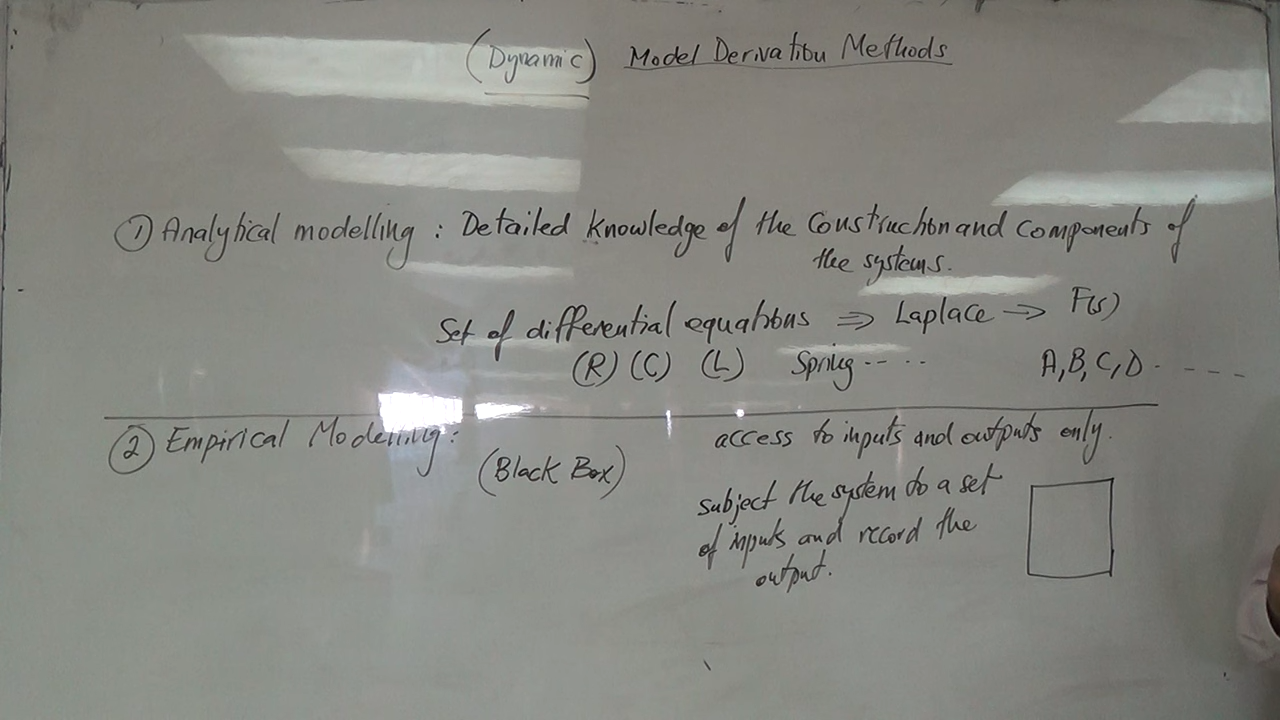 (Dynamic) Model Derivation Methods
① Analytical modelling : Detailed knowledge of the Construction and Components of
the systems.
Set of differential equations ⇒ Laplace → F(s)
(R) (C) (L) Spring ---- ·· A, B, C, D - - - - -
② Empirical Modelling : access to inputs and outputs only.
(Black Box)
subject the system to a set
of inputs and record the
output.